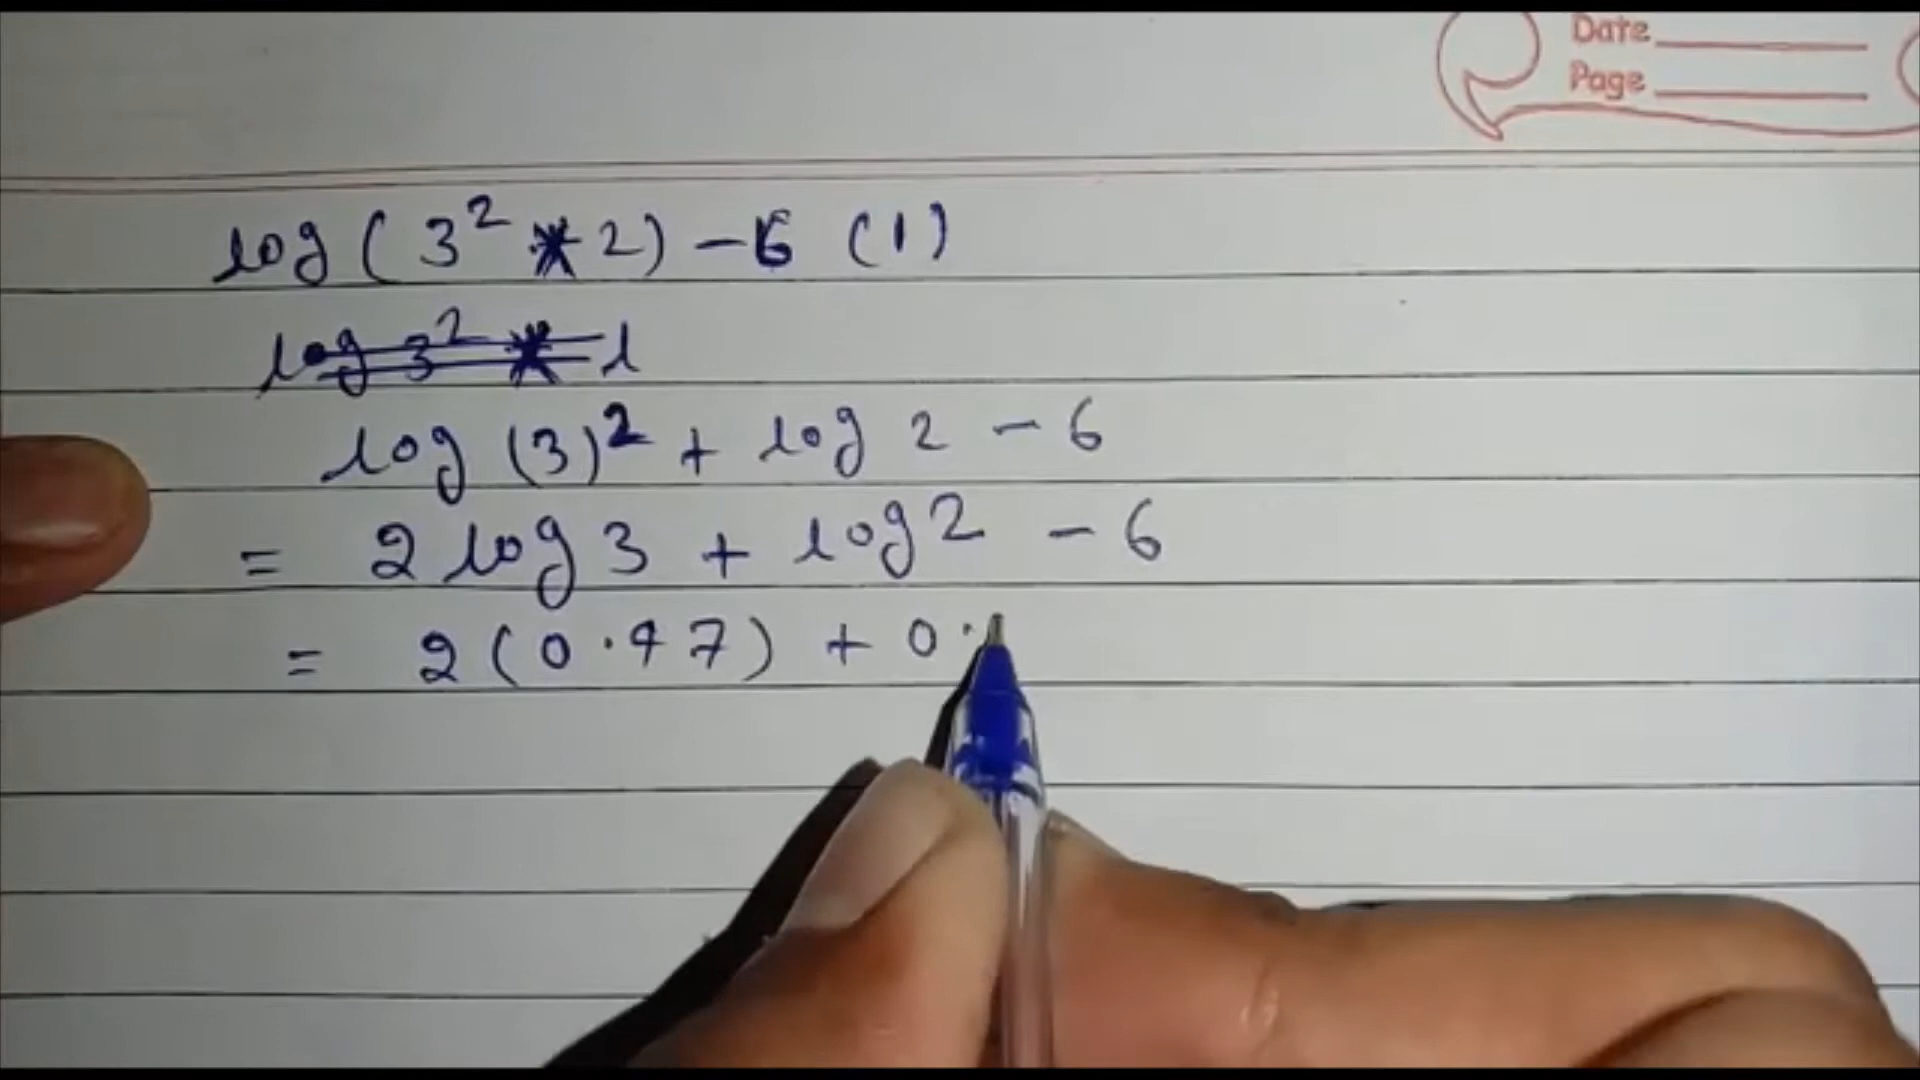 Date
Page
log (3² * 2) - 6 (1)
log 3² * l
log (3)² + log 2 - 6
= 2 log 3 + log 2 - 6
= 2 (0.47) + 0.